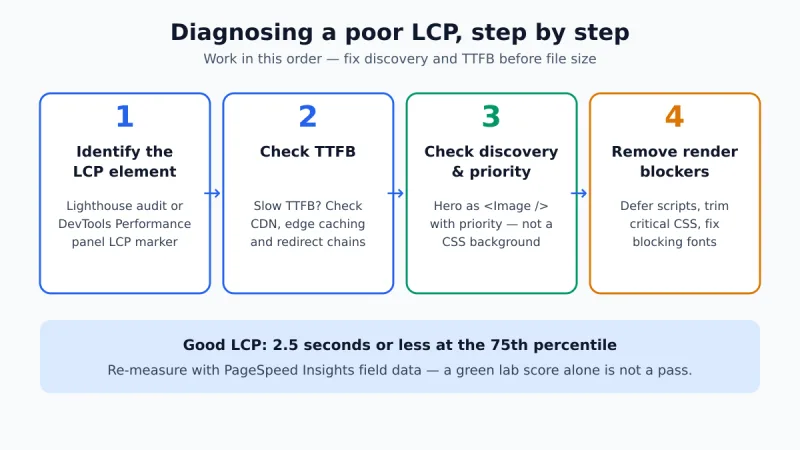 Diagnosing a poor LCP, step by step
Work in this order — fix discovery and TTFB before file size
1
Identify the
LCP element
Lighthouse audit or
DevTools Performance
panel LCP marker
→
2
Check TTFB
Slow TTFB? Check
CDN, edge caching
and redirect chains
→
3
Check discovery
& priority
Hero as <Image />
with priority — not a
CSS background
→
4
Remove render
blockers
Defer scripts, trim
critical CSS, fix
blocking fonts
Good LCP: 2.5 seconds or less at the 75th percentile
Re-measure with PageSpeed Insights field data — a green lab score alone is not a pass.